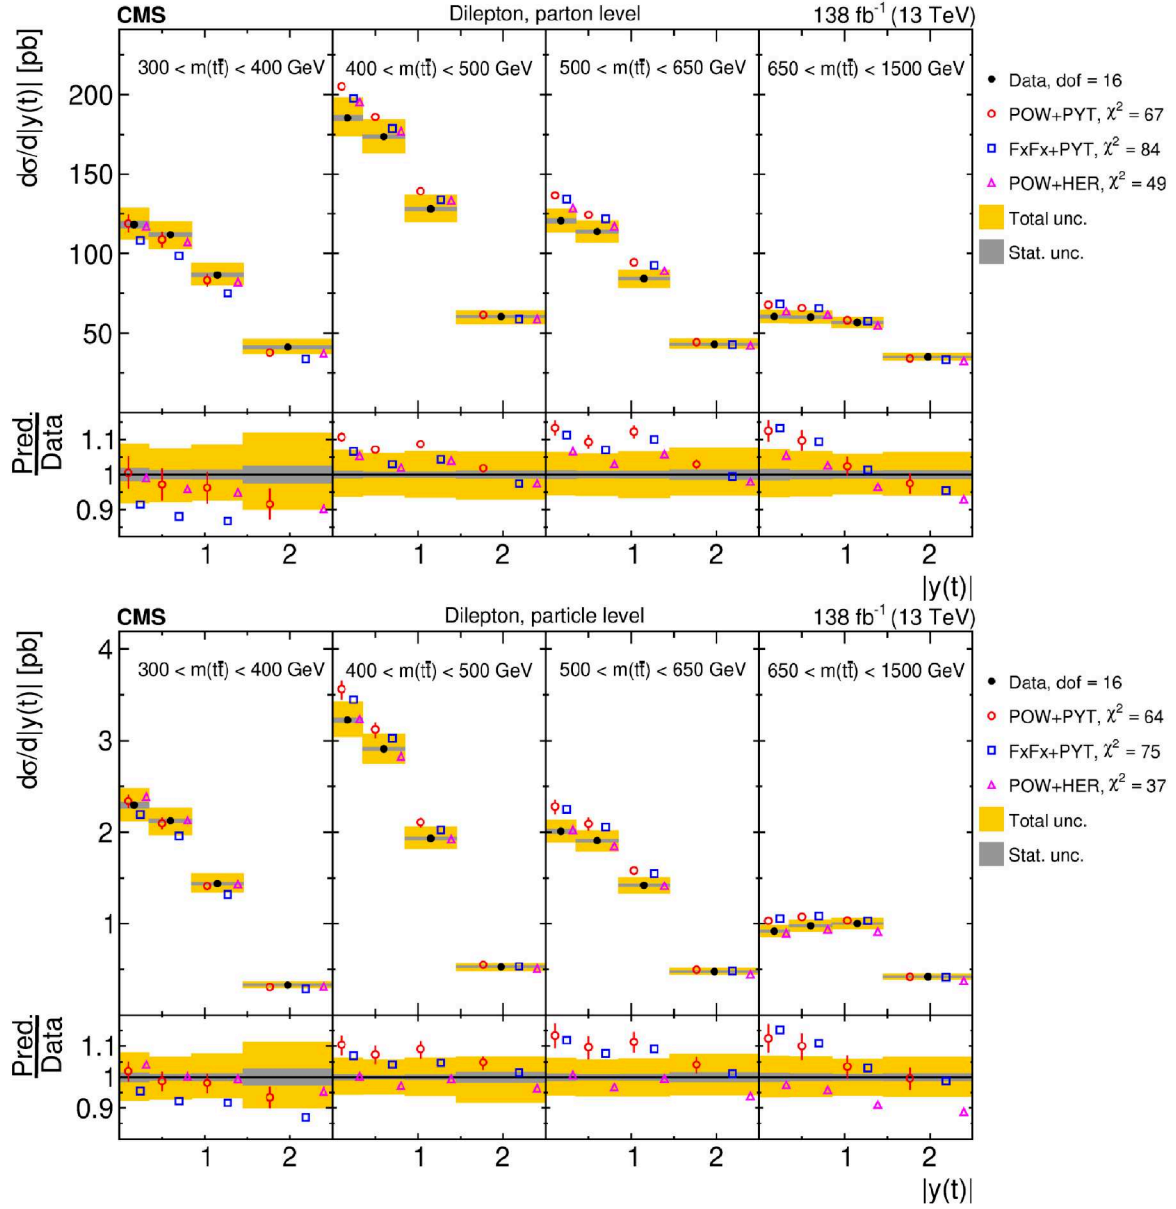 CMS Dilepton, parton level 138 fb⁻¹ (13 TeV)
dσ/d|y(t)| [pb]
300 < m(tt̄) < 400 GeV 400 < m(tt̄) < 500 GeV 500 < m(tt̄) < 650 GeV 650 < m(tt̄) < 1500 GeV
200
150
100
50
Data, dof = 16
POW+PYT, χ² = 67
FxFx+PYT, χ² = 84
POW+HER, χ² = 49
Total unc.
Stat. unc.
Pred.
Data
1.1
1
0.9
1 2 1 2 1 2 1 2
|y(t)|
CMS Dilepton, particle level 138 fb⁻¹ (13 TeV)
dσ/d|y(t)| [pb]
300 < m(tt̄) < 400 GeV 400 < m(tt̄) < 500 GeV 500 < m(tt̄) < 650 GeV 650 < m(tt̄) < 1500 GeV
4
3
2
1
Data, dof = 16
POW+PYT, χ² = 64
FxFx+PYT, χ² = 75
POW+HER, χ² = 37
Total unc.
Stat. unc.
Pred.
Data
1.1
1
0.9
1 2 1 2 1 2 1 2
|y(t)|